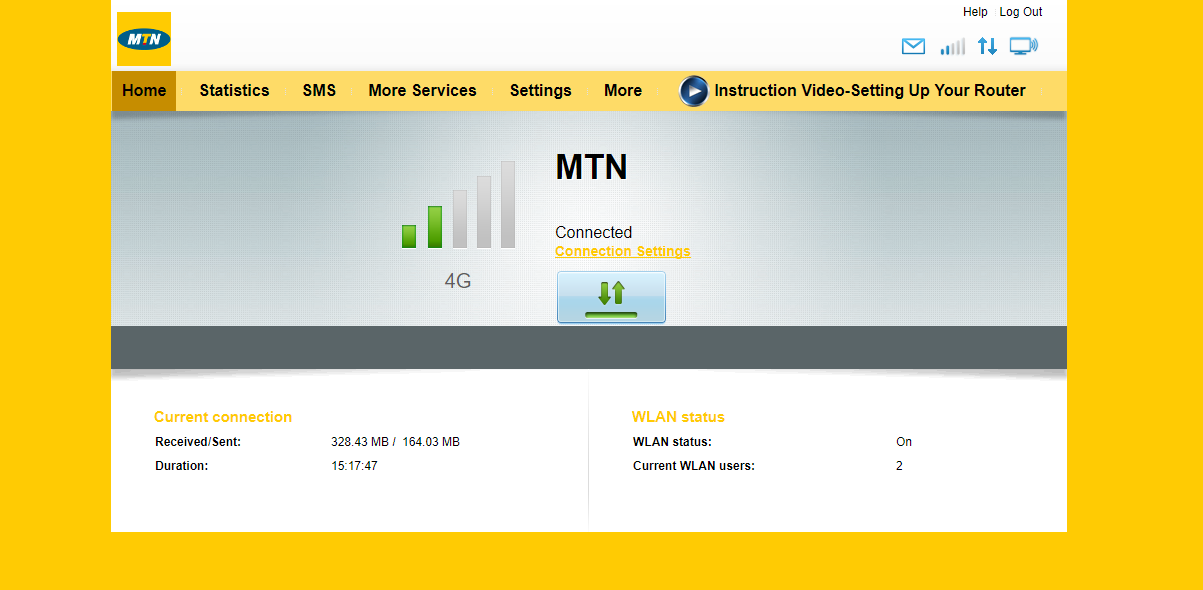 Help Log Out
MTN
Home Statistics SMS More Services Settings More Instruction Video-Setting Up Your Router
MTN
Connected
Connection Settings
4G
Current connection
Received/Sent: 328.43 MB / 164.03 MB
Duration: 15:17:47
WLAN status
WLAN status: On
Current WLAN users: 2